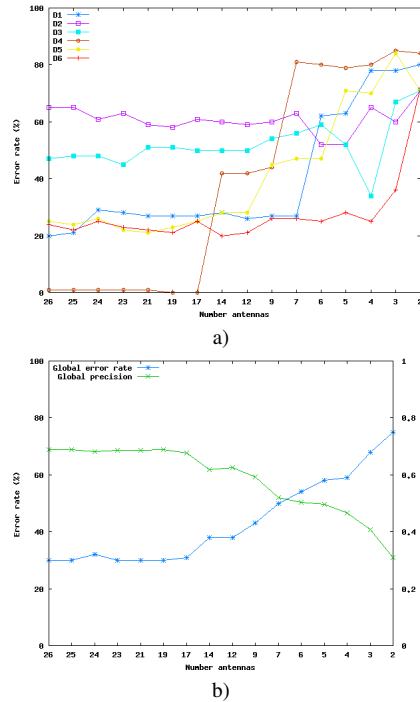 100
80
60
40
20
0
Error rate (%)
D1
D2
D3
D4
D5
D6
26 25 24 23 21 19 17 14 12 9 7 6 5 4 3 2
Number antennas
a)
100
80
60
40
20
0
Error rate (%)
Global error rate
Global precision
1
0.8
0.6
0.4
0.2
0
26 25 24 23 21 19 17 14 12 9 7 6 5 4 3 2
Number antennas
b)